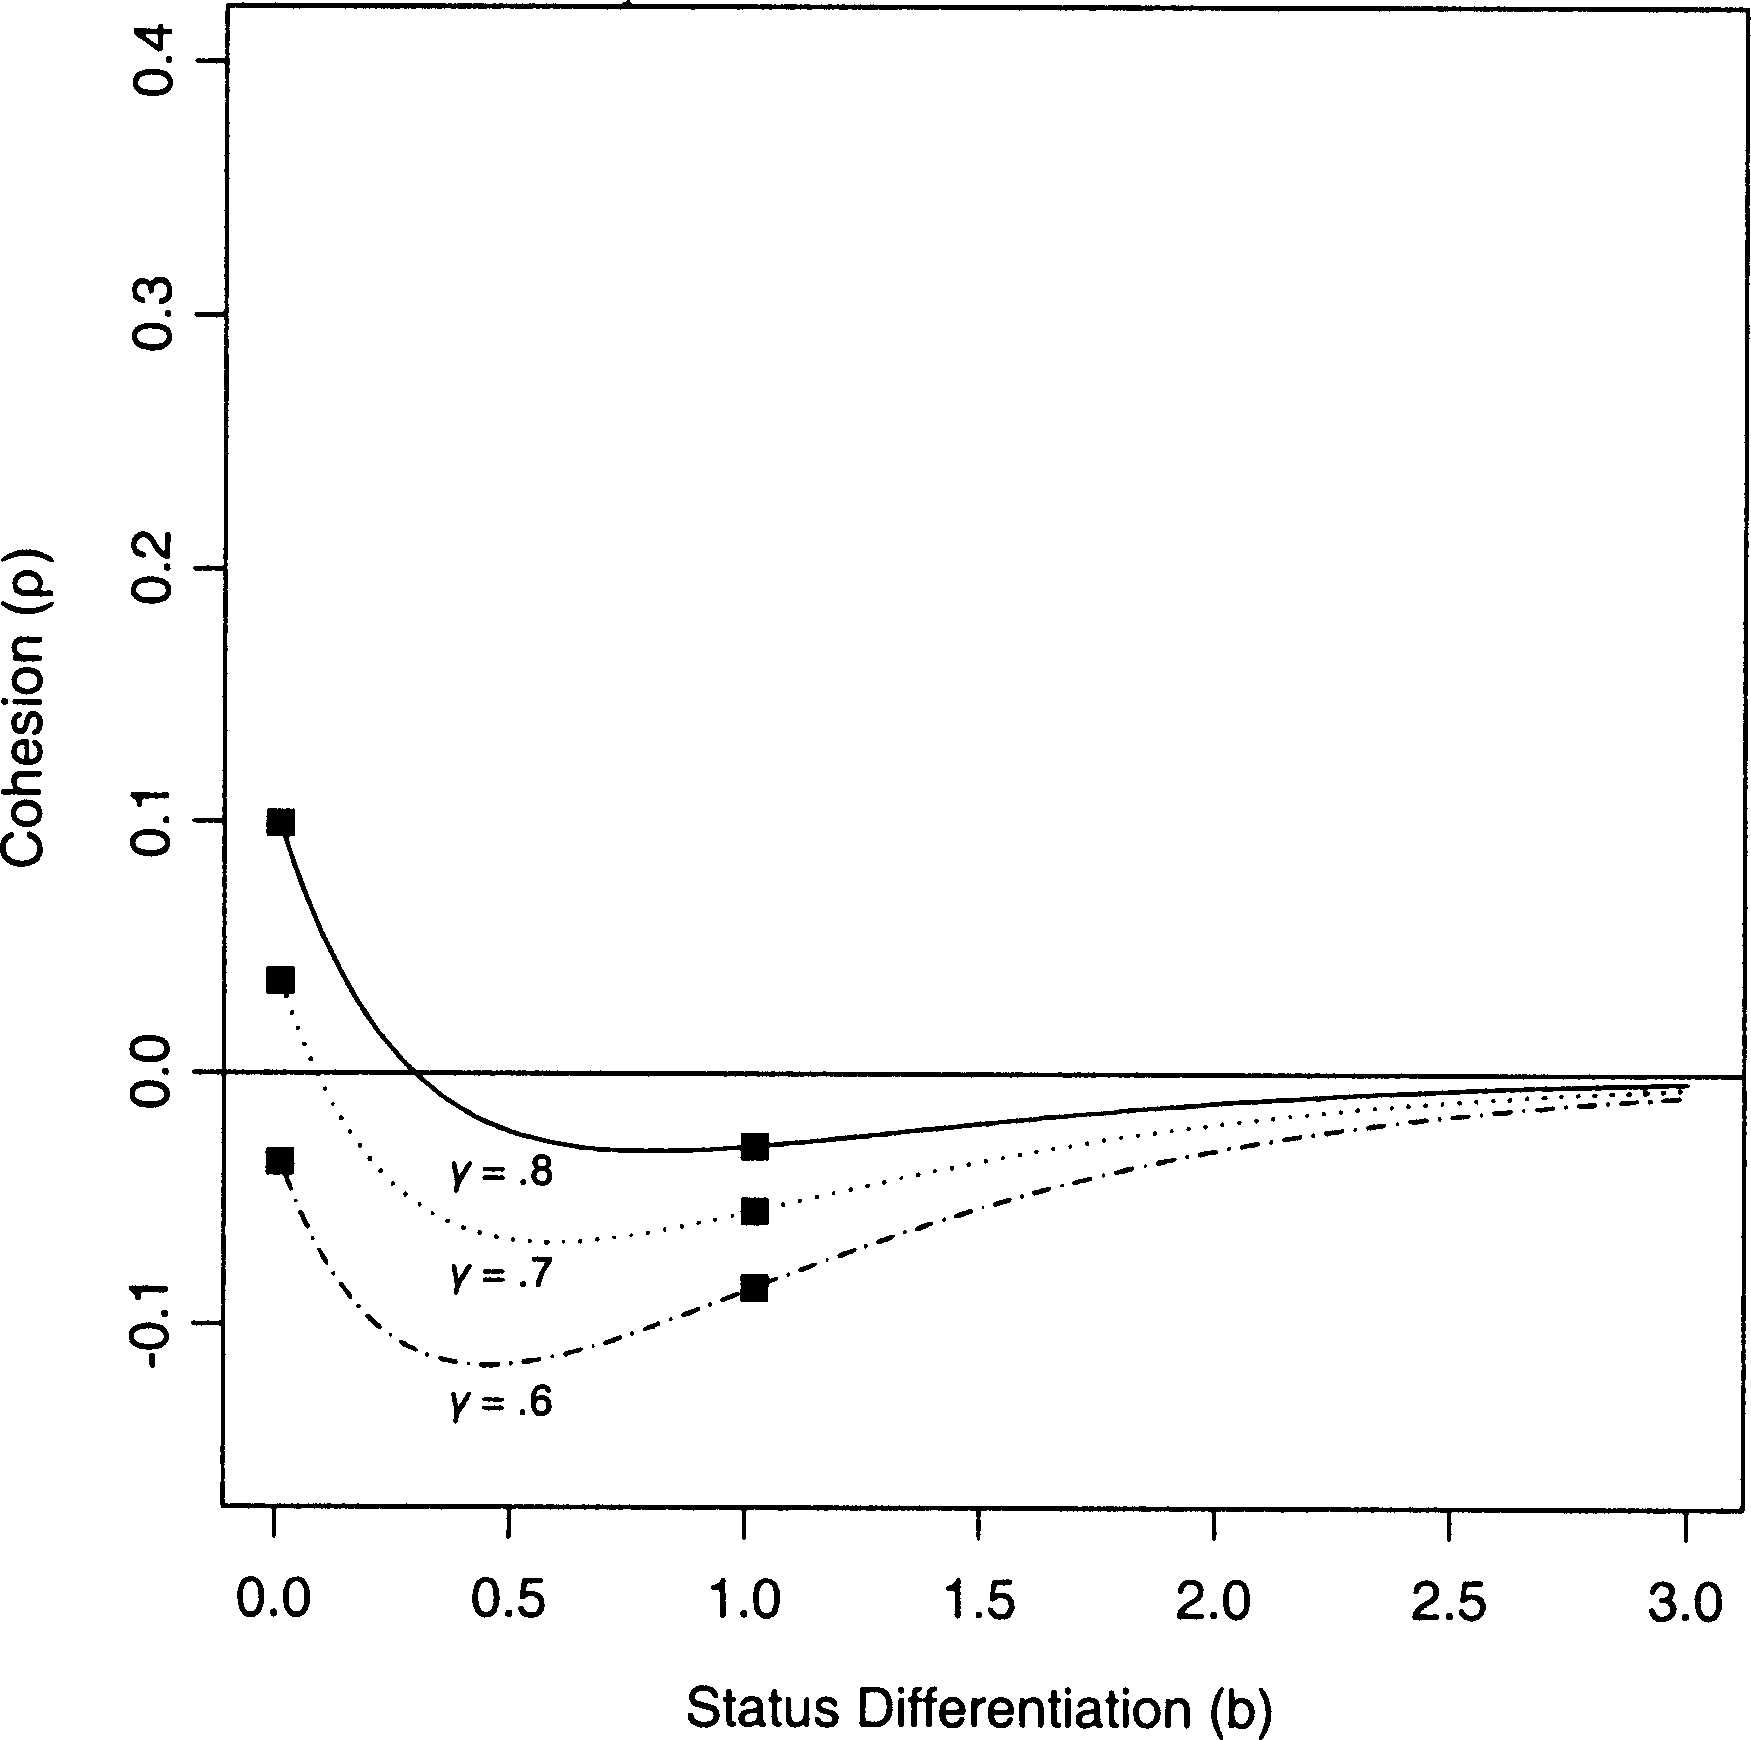 Cohesion (ρ)
0.4
0.3
0.2
0.1
0.0
-0.1
γ = .8
γ = .7
γ = .6
0.0 0.5 1.0 1.5 2.0 2.5 3.0
Status Differentiation (b)